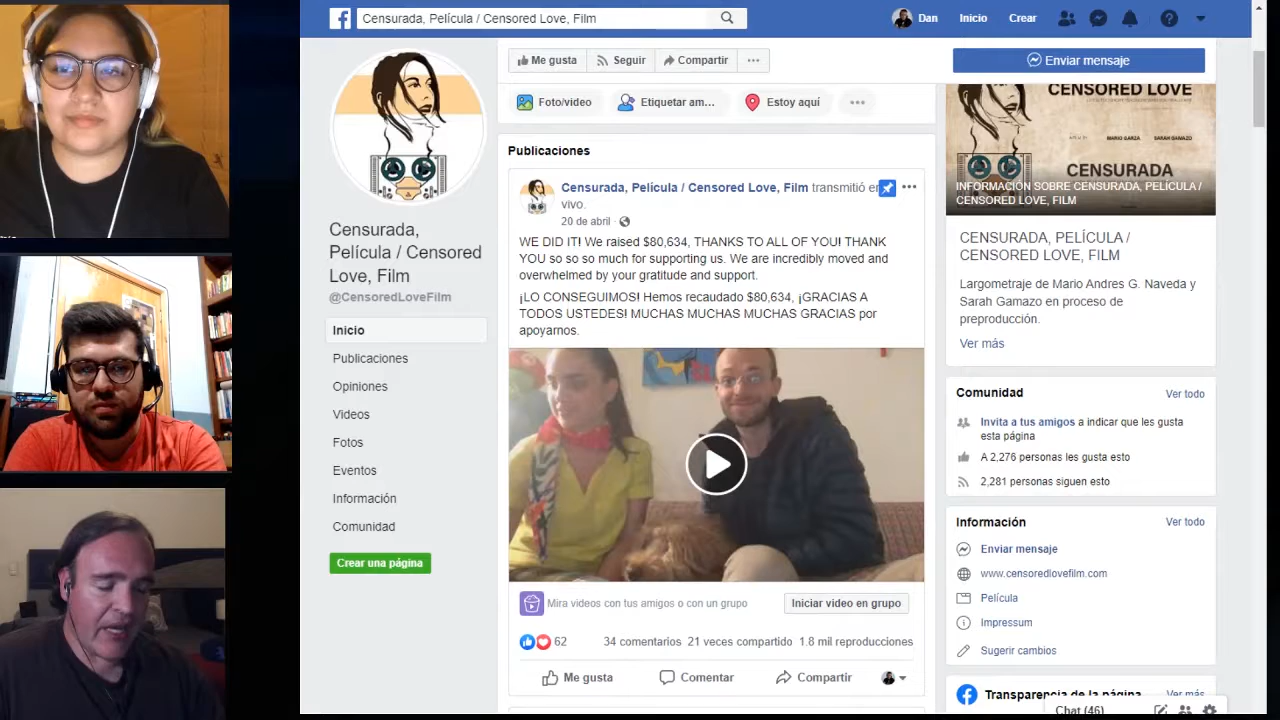 Censurada, Película / Censored Love, Film
Dan
Inicio
Crear
Me gusta
Seguir
Compartir
Enviar mensaje
Foto/video
Etiquetar am...
Estoy aquí
Publicaciones
Censurada, Película / Censored Love, Film transmitió en
vivo.
20 de abril
WE DID IT! We raised $80,634, THANKS TO ALL OF YOU! THANK
YOU so so so much for supporting us. We are incredibly moved and
overwhelmed by your gratitude and support.
¡LO CONSEGUIMOS! Hemos recaudado $80,634, ¡GRACIAS A
TODOS USTEDES! MUCHAS MUCHAS MUCHAS GRACIAS por
apoyarnos.
Mira videos con tus amigos o con un grupo
Iniciar video en grupo
62
34 comentarios 21 veces compartido 1.8 mil reproducciones
Me gusta
Comentar
Compartir
Censurada,
Película /
Censored
Love, Film
@CensoredLoveFilm
Inicio
Publicaciones
Opiniones
Videos
Fotos
Eventos
Información
Comunidad
Crear una página
CENSORED LOVE
MARIO GARZA
SARAH GAMAZO
CENSURADA
INFORMACIÓN SOBRE CENSURADA, PELÍCULA /
CENSORED LOVE, FILM
CENSURADA, PELÍCULA /
CENSORED LOVE, FILM
Largometraje de Mario Andres G. Naveda y
Sarah Gamazo en proceso de
preproducción.
Ver más
Comunidad
Ver todo
Invita a tus amigos a indicar que les gusta
esta página
A 2,276 personas les gusta esto
2,281 personas siguen esto
Información
Ver todo
Enviar mensaje
www.censoredlovefilm.com
Película
Impressum
Sugerir cambios
Transparencia de la página
Ver más
Chat (46)